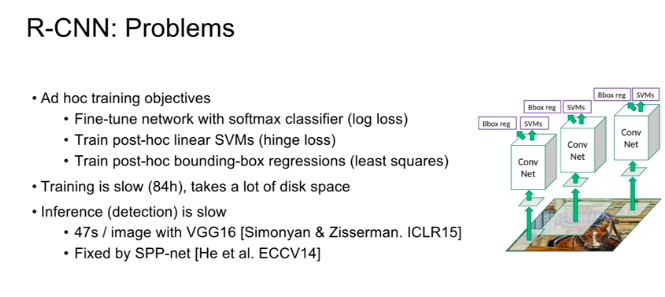 R-CNN: Problems
• Ad hoc training objectives
• Fine-tune network with softmax classifier (log loss)
• Train post-hoc linear SVMs (hinge loss)
• Train post-hoc bounding-box regressions (least squares)
• Training is slow (84h), takes a lot of disk space
• Inference (detection) is slow
• 47s / image with VGG16 [Simonyan & Zisserman. ICLR15]
• Fixed by SPP-net [He et al. ECCV14]
Bbox reg SVMs
Bbox reg SVMs
Bbox reg SVMs
Conv
Net
Conv
Net
Conv
Net